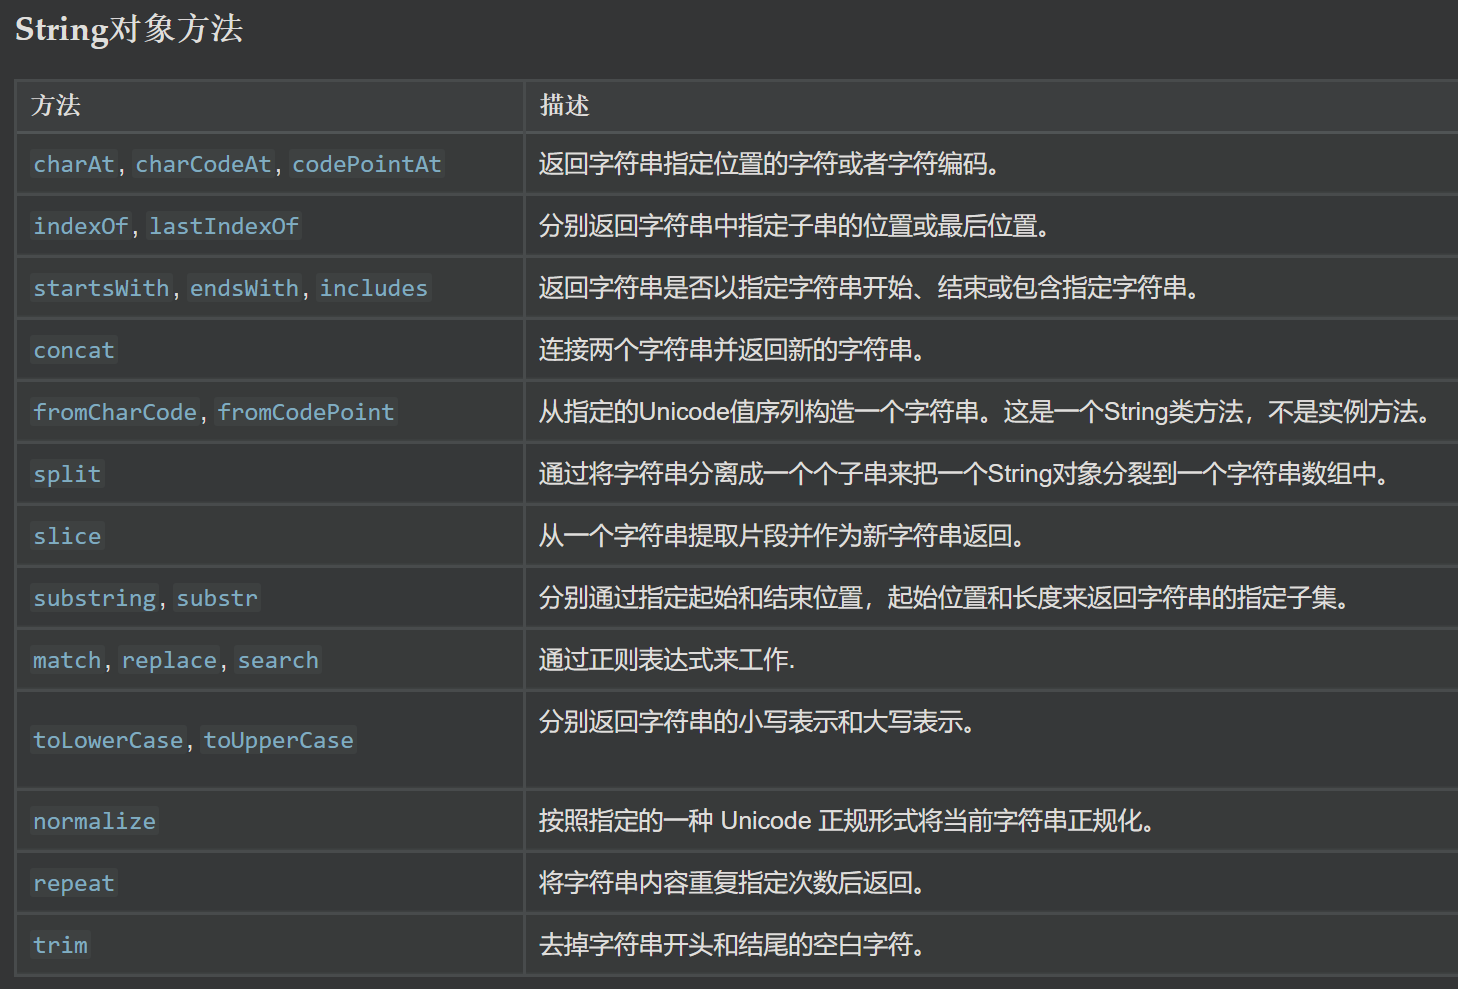 String对象方法
方法 描述
charAt, charCodeAt, codePointAt 返回字符串指定位置的字符或者字符编码。
indexOf, lastIndexOf 分别返回字符串中指定子串的位置或最后位置。
startsWith, endsWith, includes 返回字符串是否以指定字符串开始、结束或包含指定字符串。
concat 连接两个字符串并返回新的字符串。
fromCharCode, fromCodePoint 从指定的Unicode值序列构造一个字符串。这是一个String类方法，不是实例方法。
split 通过将字符串分离成一个个子串来把一个String对象分裂到一个字符串数组中。
slice 从一个字符串提取片段并作为新字符串返回。
substring, substr 分别通过指定起始和结束位置，起始位置和长度来返回字符串的指定子集。
match, replace, search 通过正则表达式来工作.
toLowerCase, toUpperCase 分别返回字符串的小写表示和大写表示。
normalize 按照指定的一种 Unicode 正规形式将当前字符串正规化。
repeat 将字符串内容重复指定次数后返回。
trim 去掉字符串开头和结尾的空白字符。